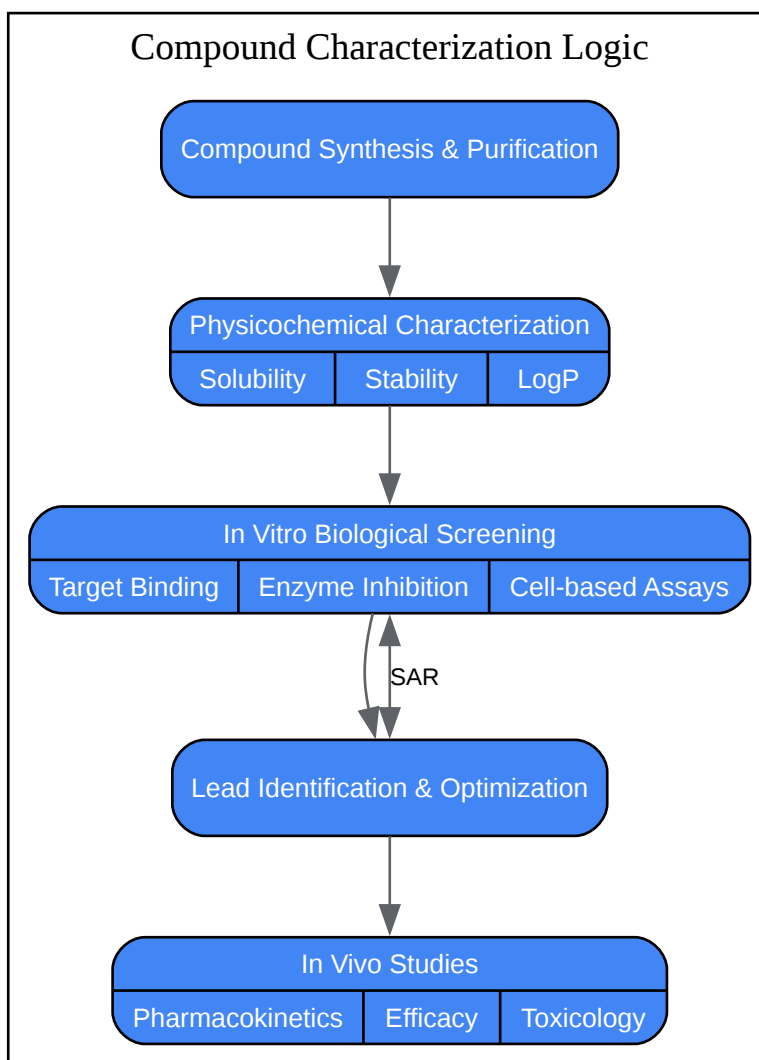 Compound Characterization Logic
Compound Synthesis & Purification
Physicochemical Characterization
Solubility
Stability
LogP
In Vitro Biological Screening
Target Binding
Enzyme Inhibition
Cell-based Assays
SAR
Lead Identification & Optimization
In Vivo Studies
Pharmacokinetics
Efficacy
Toxicology